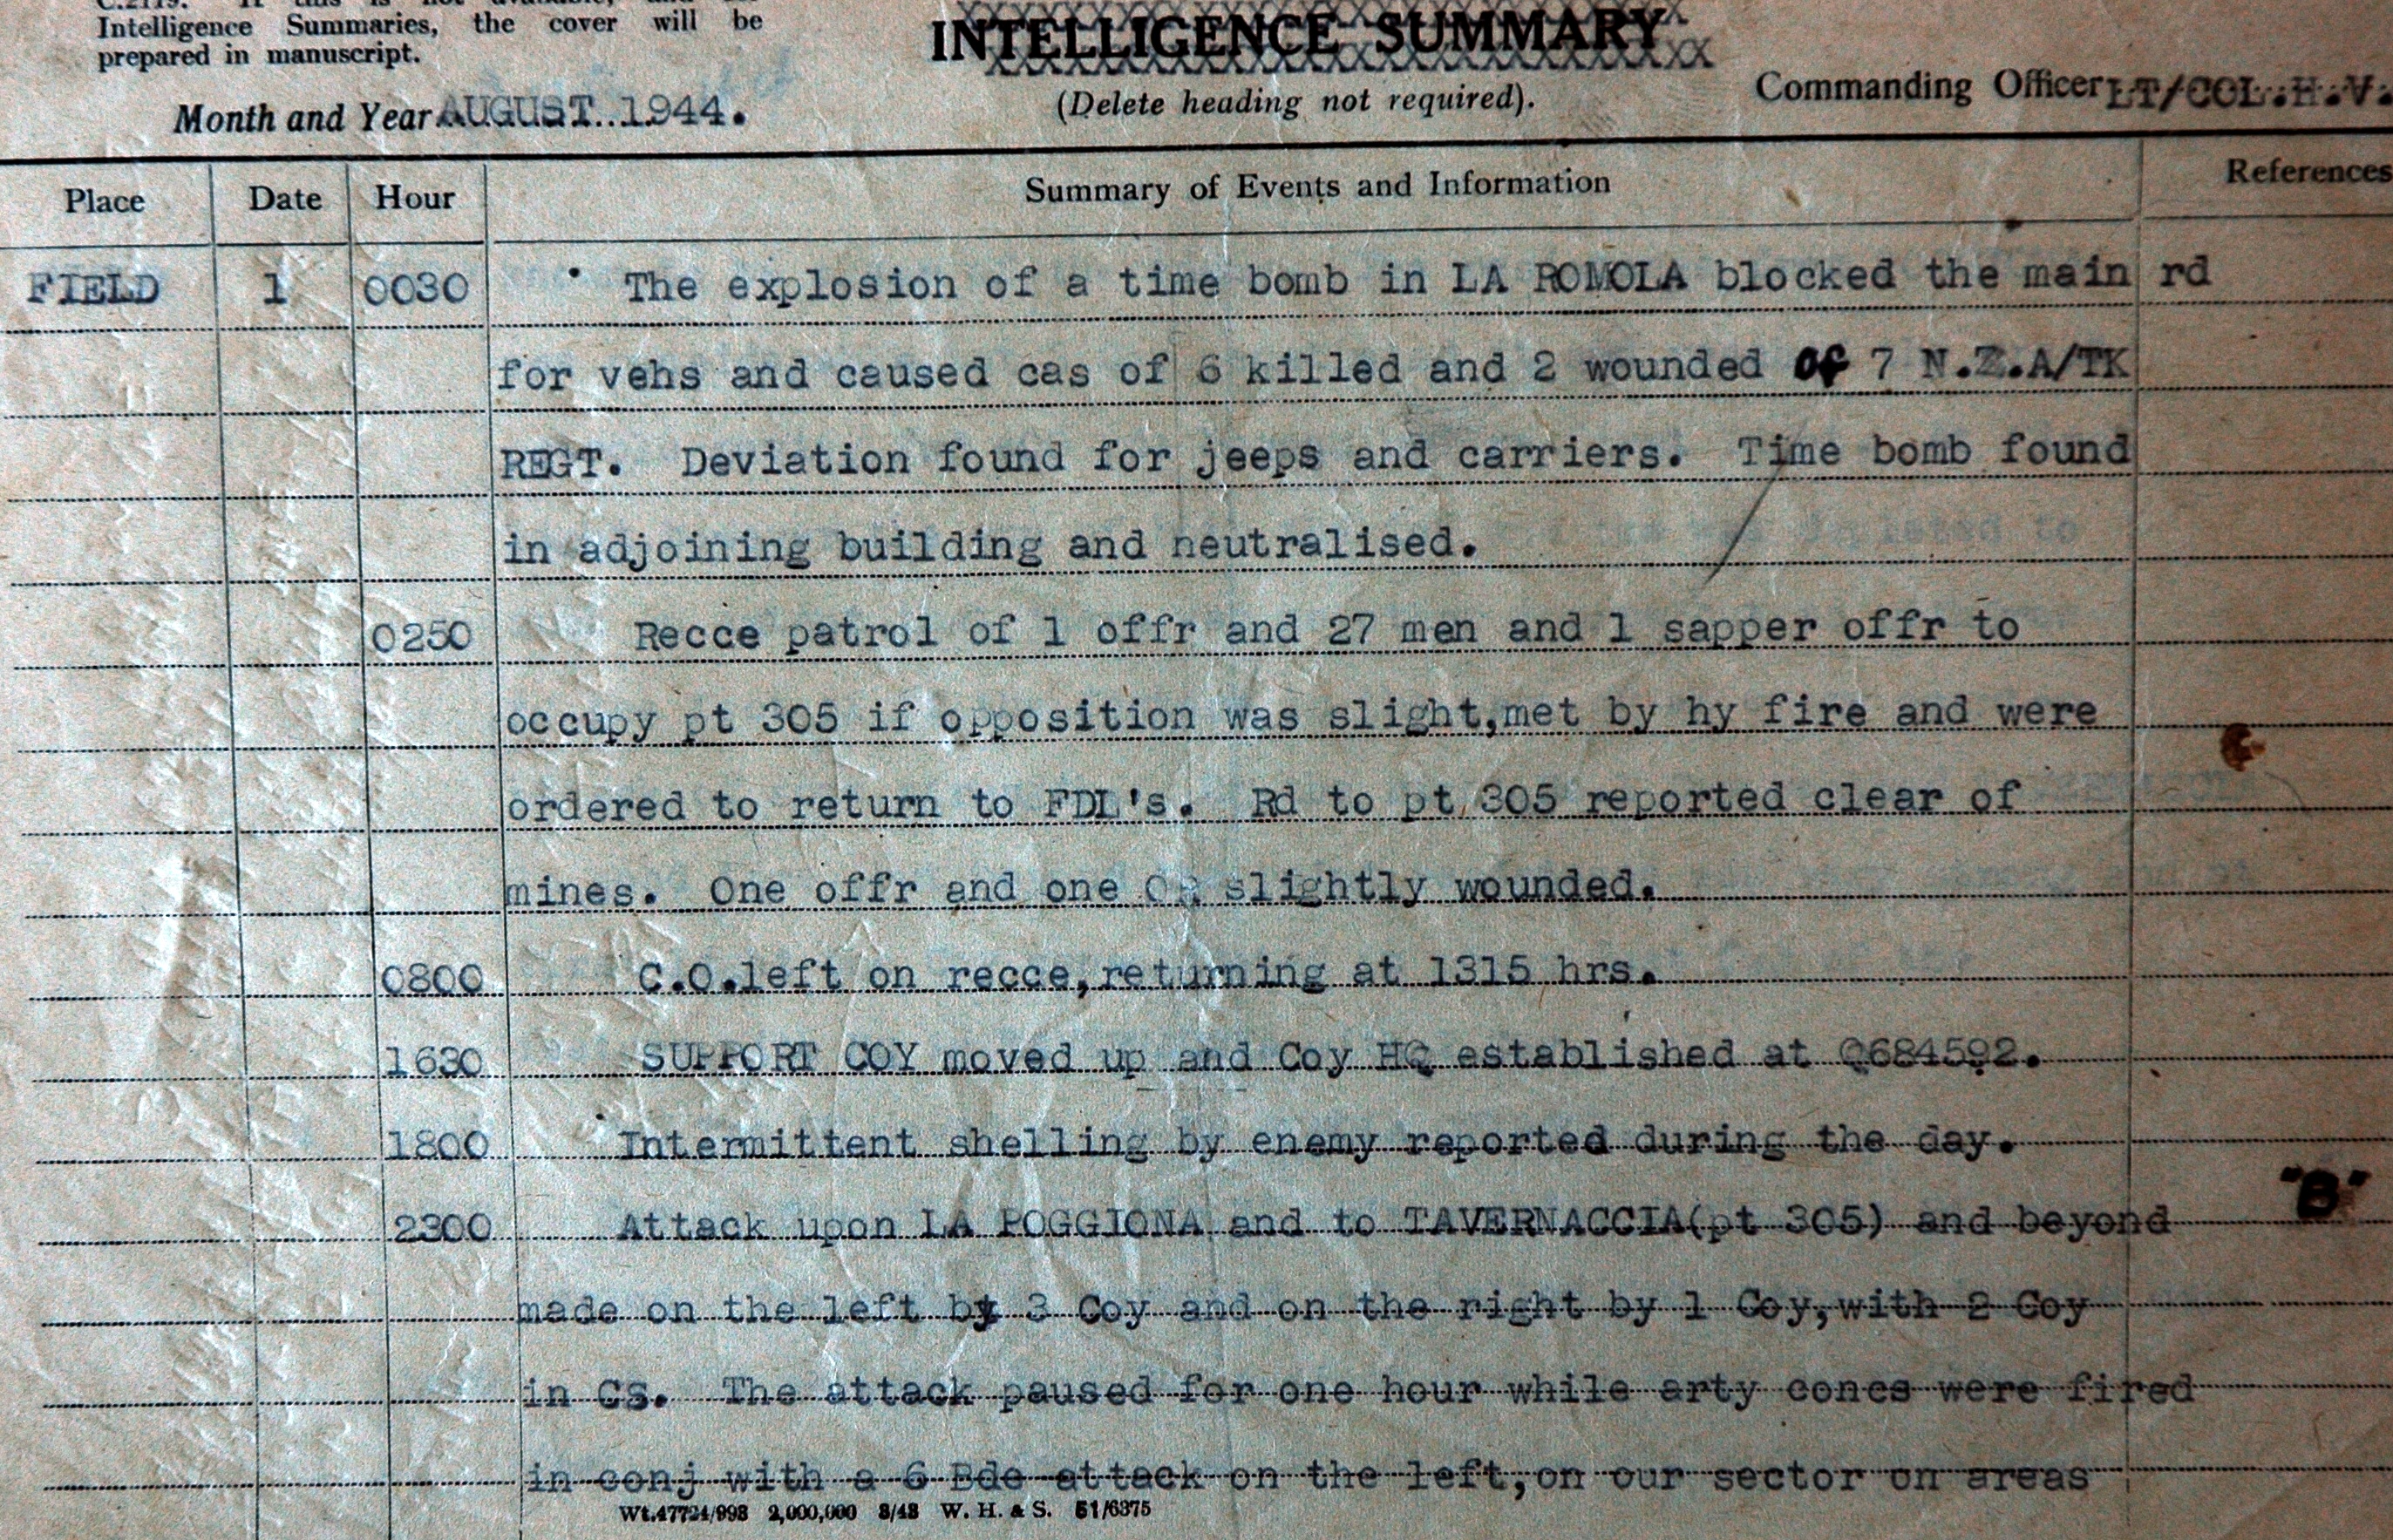 Intelligence Summaries, the cover will be
prepared in manuscript.
INTELLIGENCE SUMMARY
(Delete heading not required).
Commanding Officer LT/COL.H.V.
Month and Year AUGUST..1944.
Place Date Hour Summary of Events and Information References
FIELD 1 0030 The explosion of a time bomb in LA ROMOLA blocked the main rd
for vehs and caused cas of 6 killed and 2 wounded of 7 N.Z.A/TK
REGT. Deviation found for jeeps and carriers. Time bomb found
in adjoining building and neutralised.
0250 Recce patrol of 1 offr and 27 men and 1 sapper offr to
occupy pt 305 if opposition was slight,met by hy fire and were
ordered to return to FDL's. Rd to pt 305 reported clear of
mines. One offr and one OR slightly wounded.
0800 C.O.left on recce,returning at 1315 hrs.
1630 SUPPORT COY moved up and Coy HQ established at Q684592.
1800 Intermittent shelling by enemy reported during the day.
2300 Attack upon LA POGGIONA and to TAVERNACCIA(pt 305) and beyond "B"
made on the left by 3 Coy and on the right by 1 Coy,with 2 Coy
in CS. The attack paused for one hour while arty concs were fired
in conj with a 6 Bde attack on the left,on our sector on areas
Wt.47724/993 2,000,000 3/43 W. H. & S. 51/6375